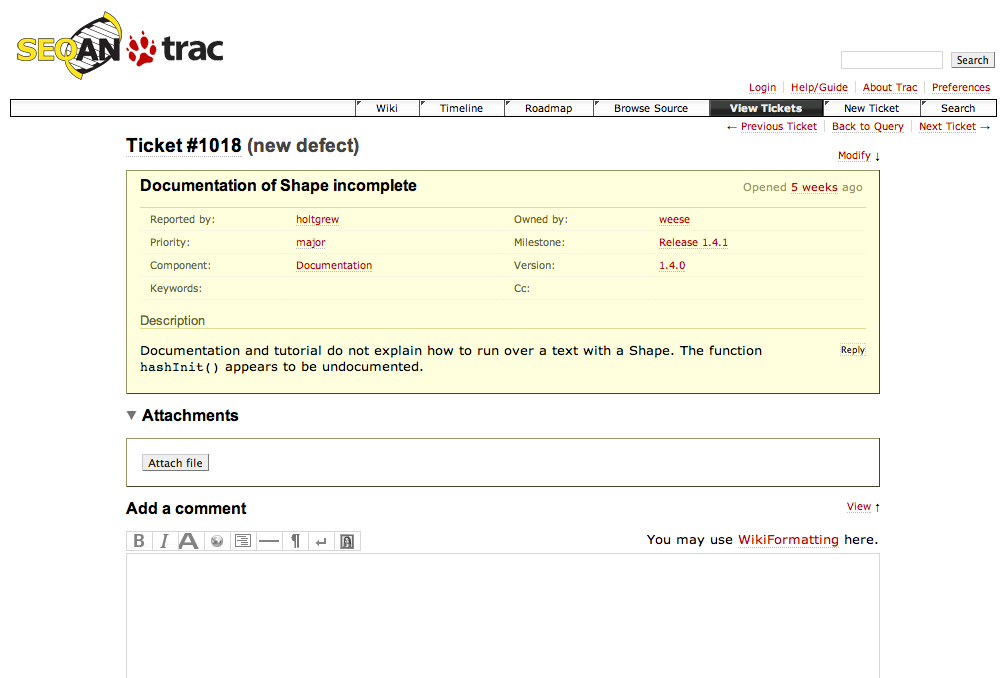 SEQAN trac
Search
Login Help/Guide About Trac Preferences
Wiki Timeline Roadmap Browse Source View Tickets New Ticket Search
← Previous Ticket Back to Query Next Ticket →
Ticket #1018 (new defect)
Modify ↓
Documentation of Shape incomplete
Opened 5 weeks ago
Reported by: holtgrew Owned by: weese
Priority: major Milestone: Release 1.4.1
Component: Documentation Version: 1.4.0
Keywords: Cc:
Description
Documentation and tutorial do not explain how to run over a text with a Shape. The function
Reply
hashInit() appears to be undocumented.
Attachments
Attach file
Add a comment
View ↑
B I A ¶
You may use WikiFormatting here.